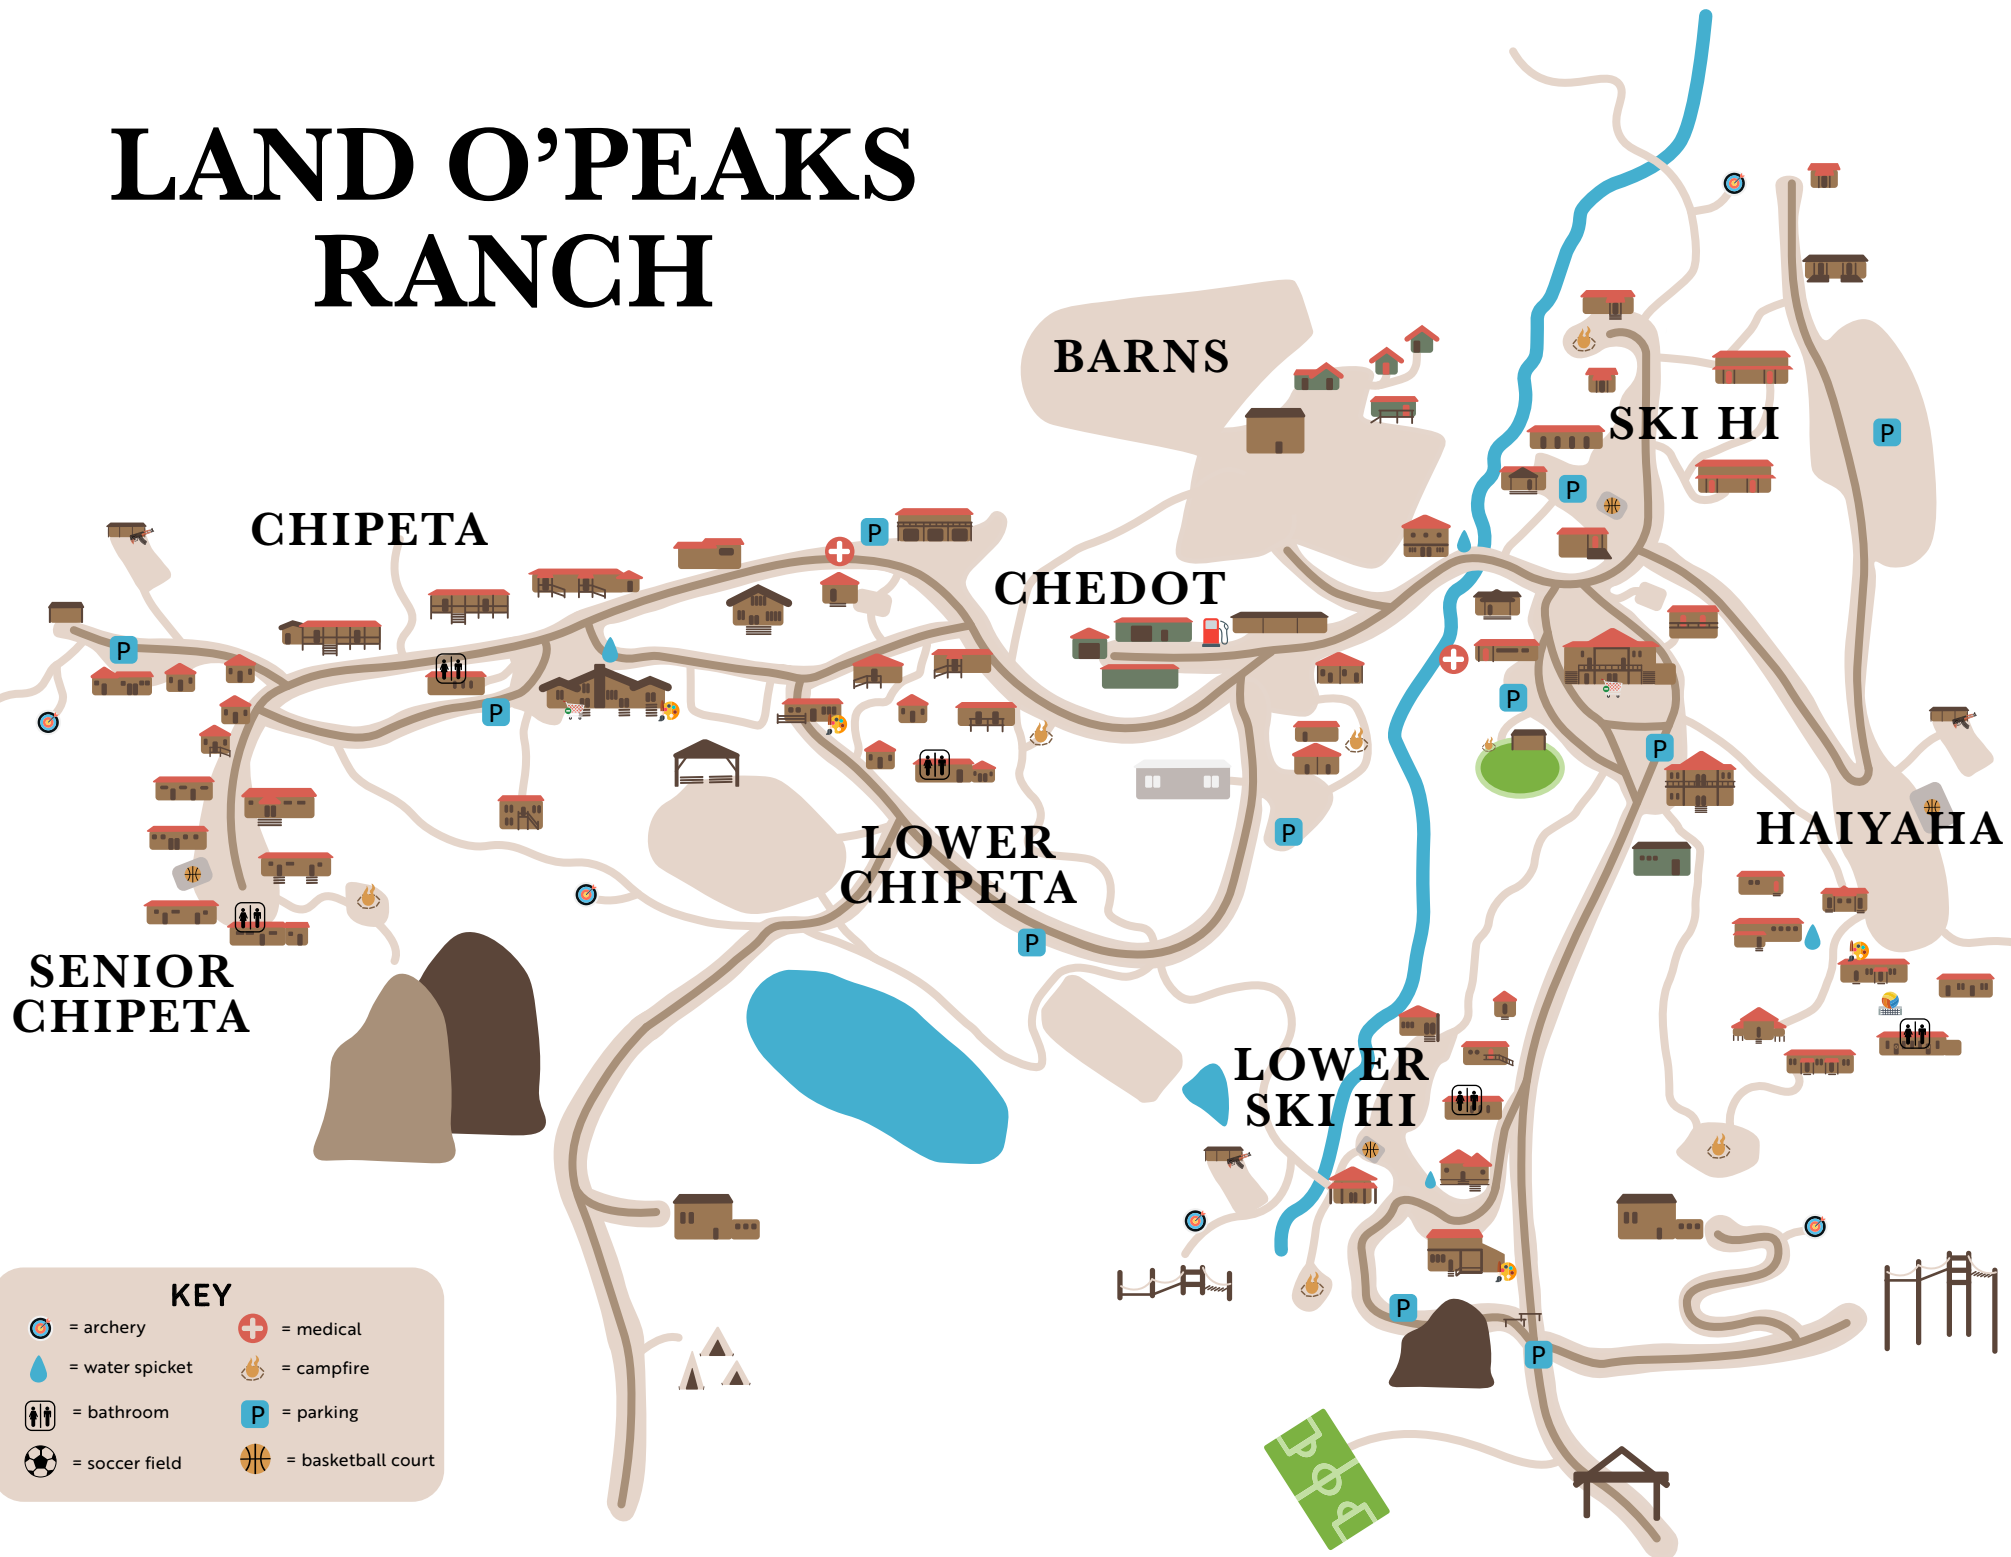 LAND O’PEAKS
RANCH
BARNS
SKI HI
P
P
CHIPETA
P
CHEDOT
P
P
P
P
P
HAIYAHA
LOWER
CHIPETA
P
P
SENIOR
CHIPETA
LOWER
SKI HI
P
P
KEY
= archery
= medical
= water spicket
= campfire
= bathroom
P = parking
= soccer field
= basketball court